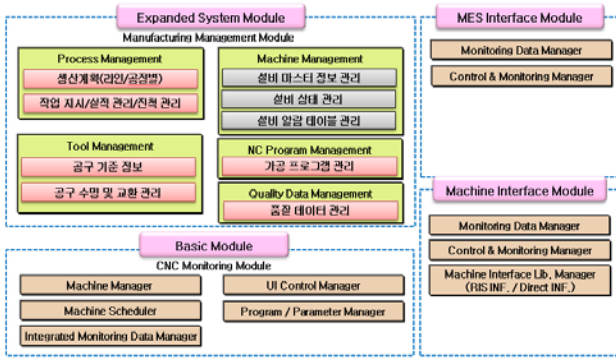 Expanded System Module
Manufacturing Management Module
Process Management
생산계획(라인/공정별)
작업 지시/실적 관리/진척 관리
Machine Management
설비 마스터 정보 관리
설비 상태 관리
설비 알람 테이블 관리
Tool Management
공구 기준 정보
공구 수명 및 교환 관리
NC Program Management
가공 프로그램 관리
Quality Data Management
품질 데이터 관리
Basic Module
CNC Monitoring Module
Machine Manager
UI Control Manager
Machine Scheduler
Program / Parameter Manager
Integrated Monitoring Data Manager
MES Interface Module
Monitoring Data Manager
Control & Monitoring Manager
Machine Interface Module
Monitoring Data Manager
Control & Monitoring Manager
Machine Interface Lib, Manager
(RIS INF. / Direct INF.)